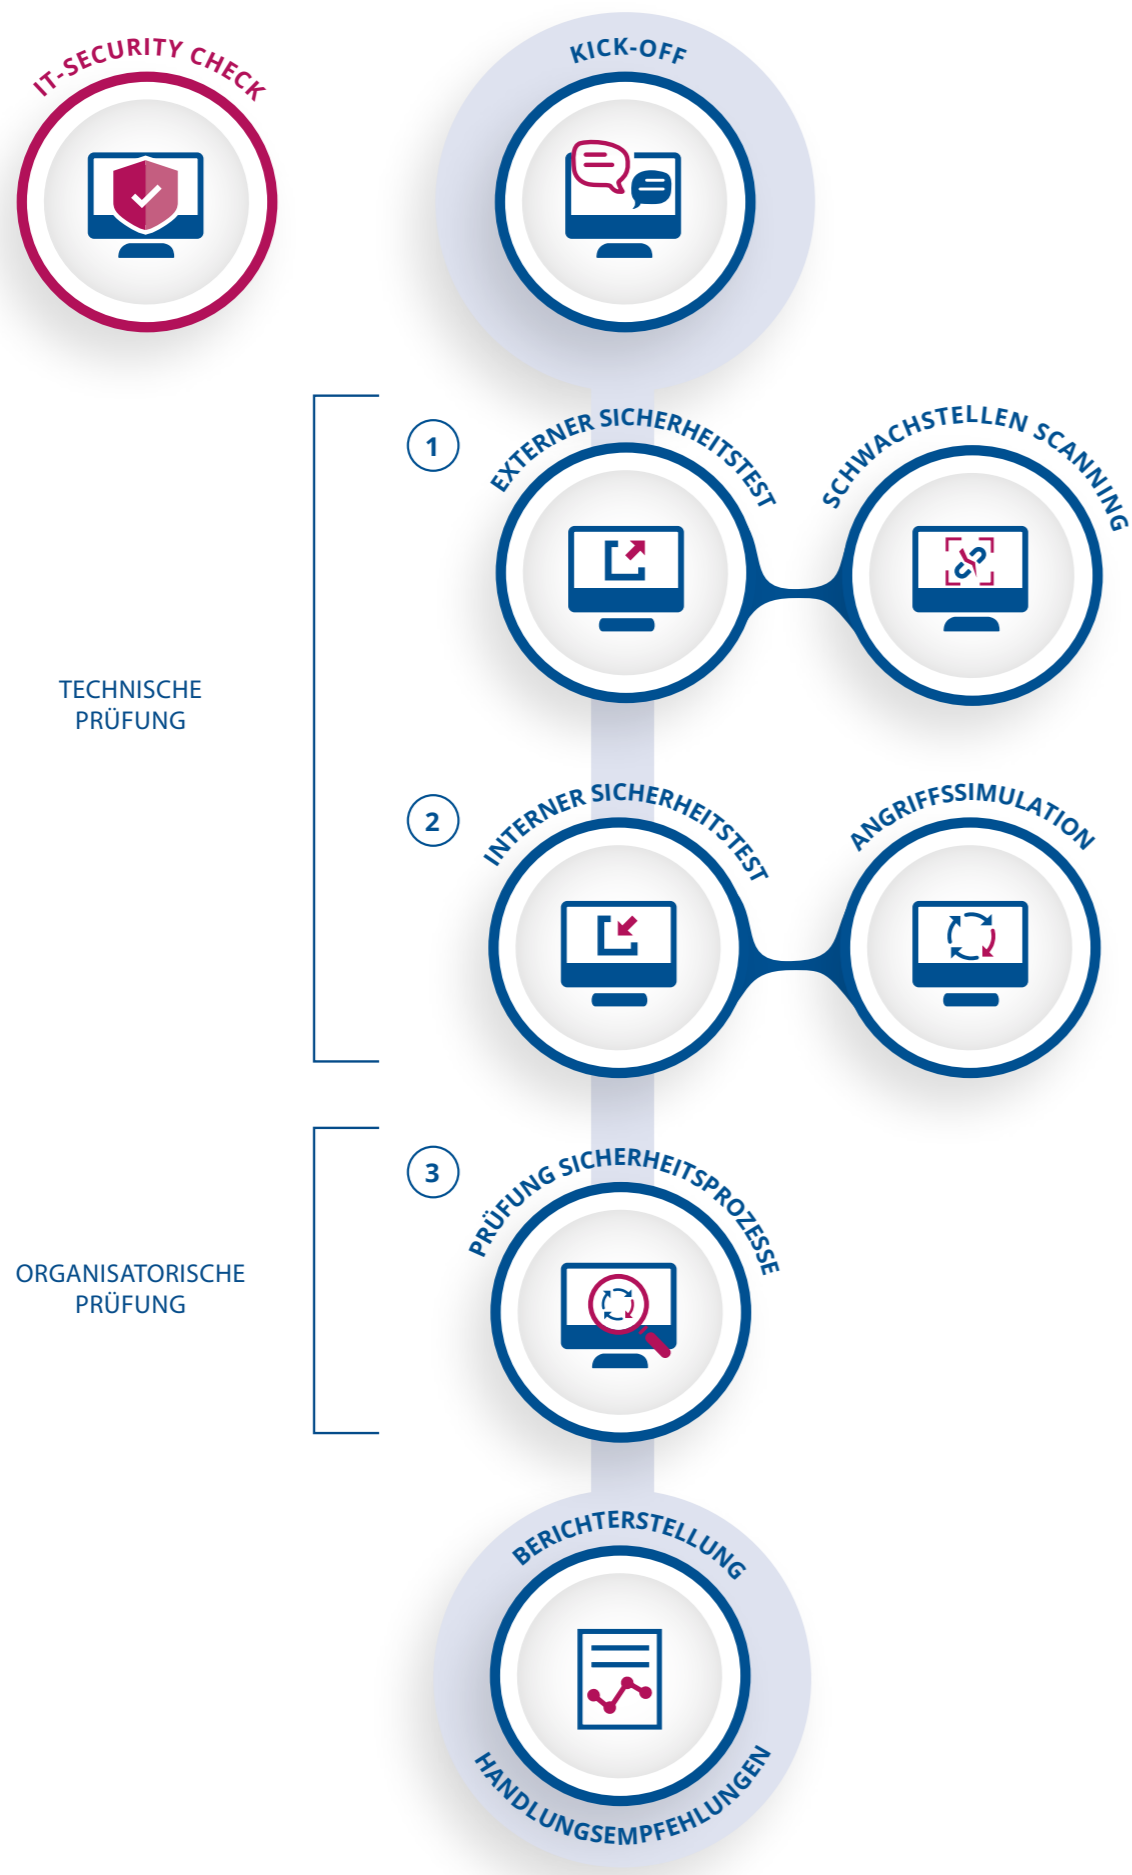 IT-SECURITY CHECK
KICK-OFF
1
EXTERNER SICHERHEITSTEST
SCHWACHSTELLEN SCANNING
TECHNISCHE
PRÜFUNG
2
INTERNER SICHERHEITSTEST
ANGRIFFSSIMULATION
3
PRÜFUNG SICHERHEITSPROZESSE
ORGANISATORISCHE
PRÜFUNG
BERICHTERSTELLUNG
HANDLUNGSEMPFEHLUNGEN